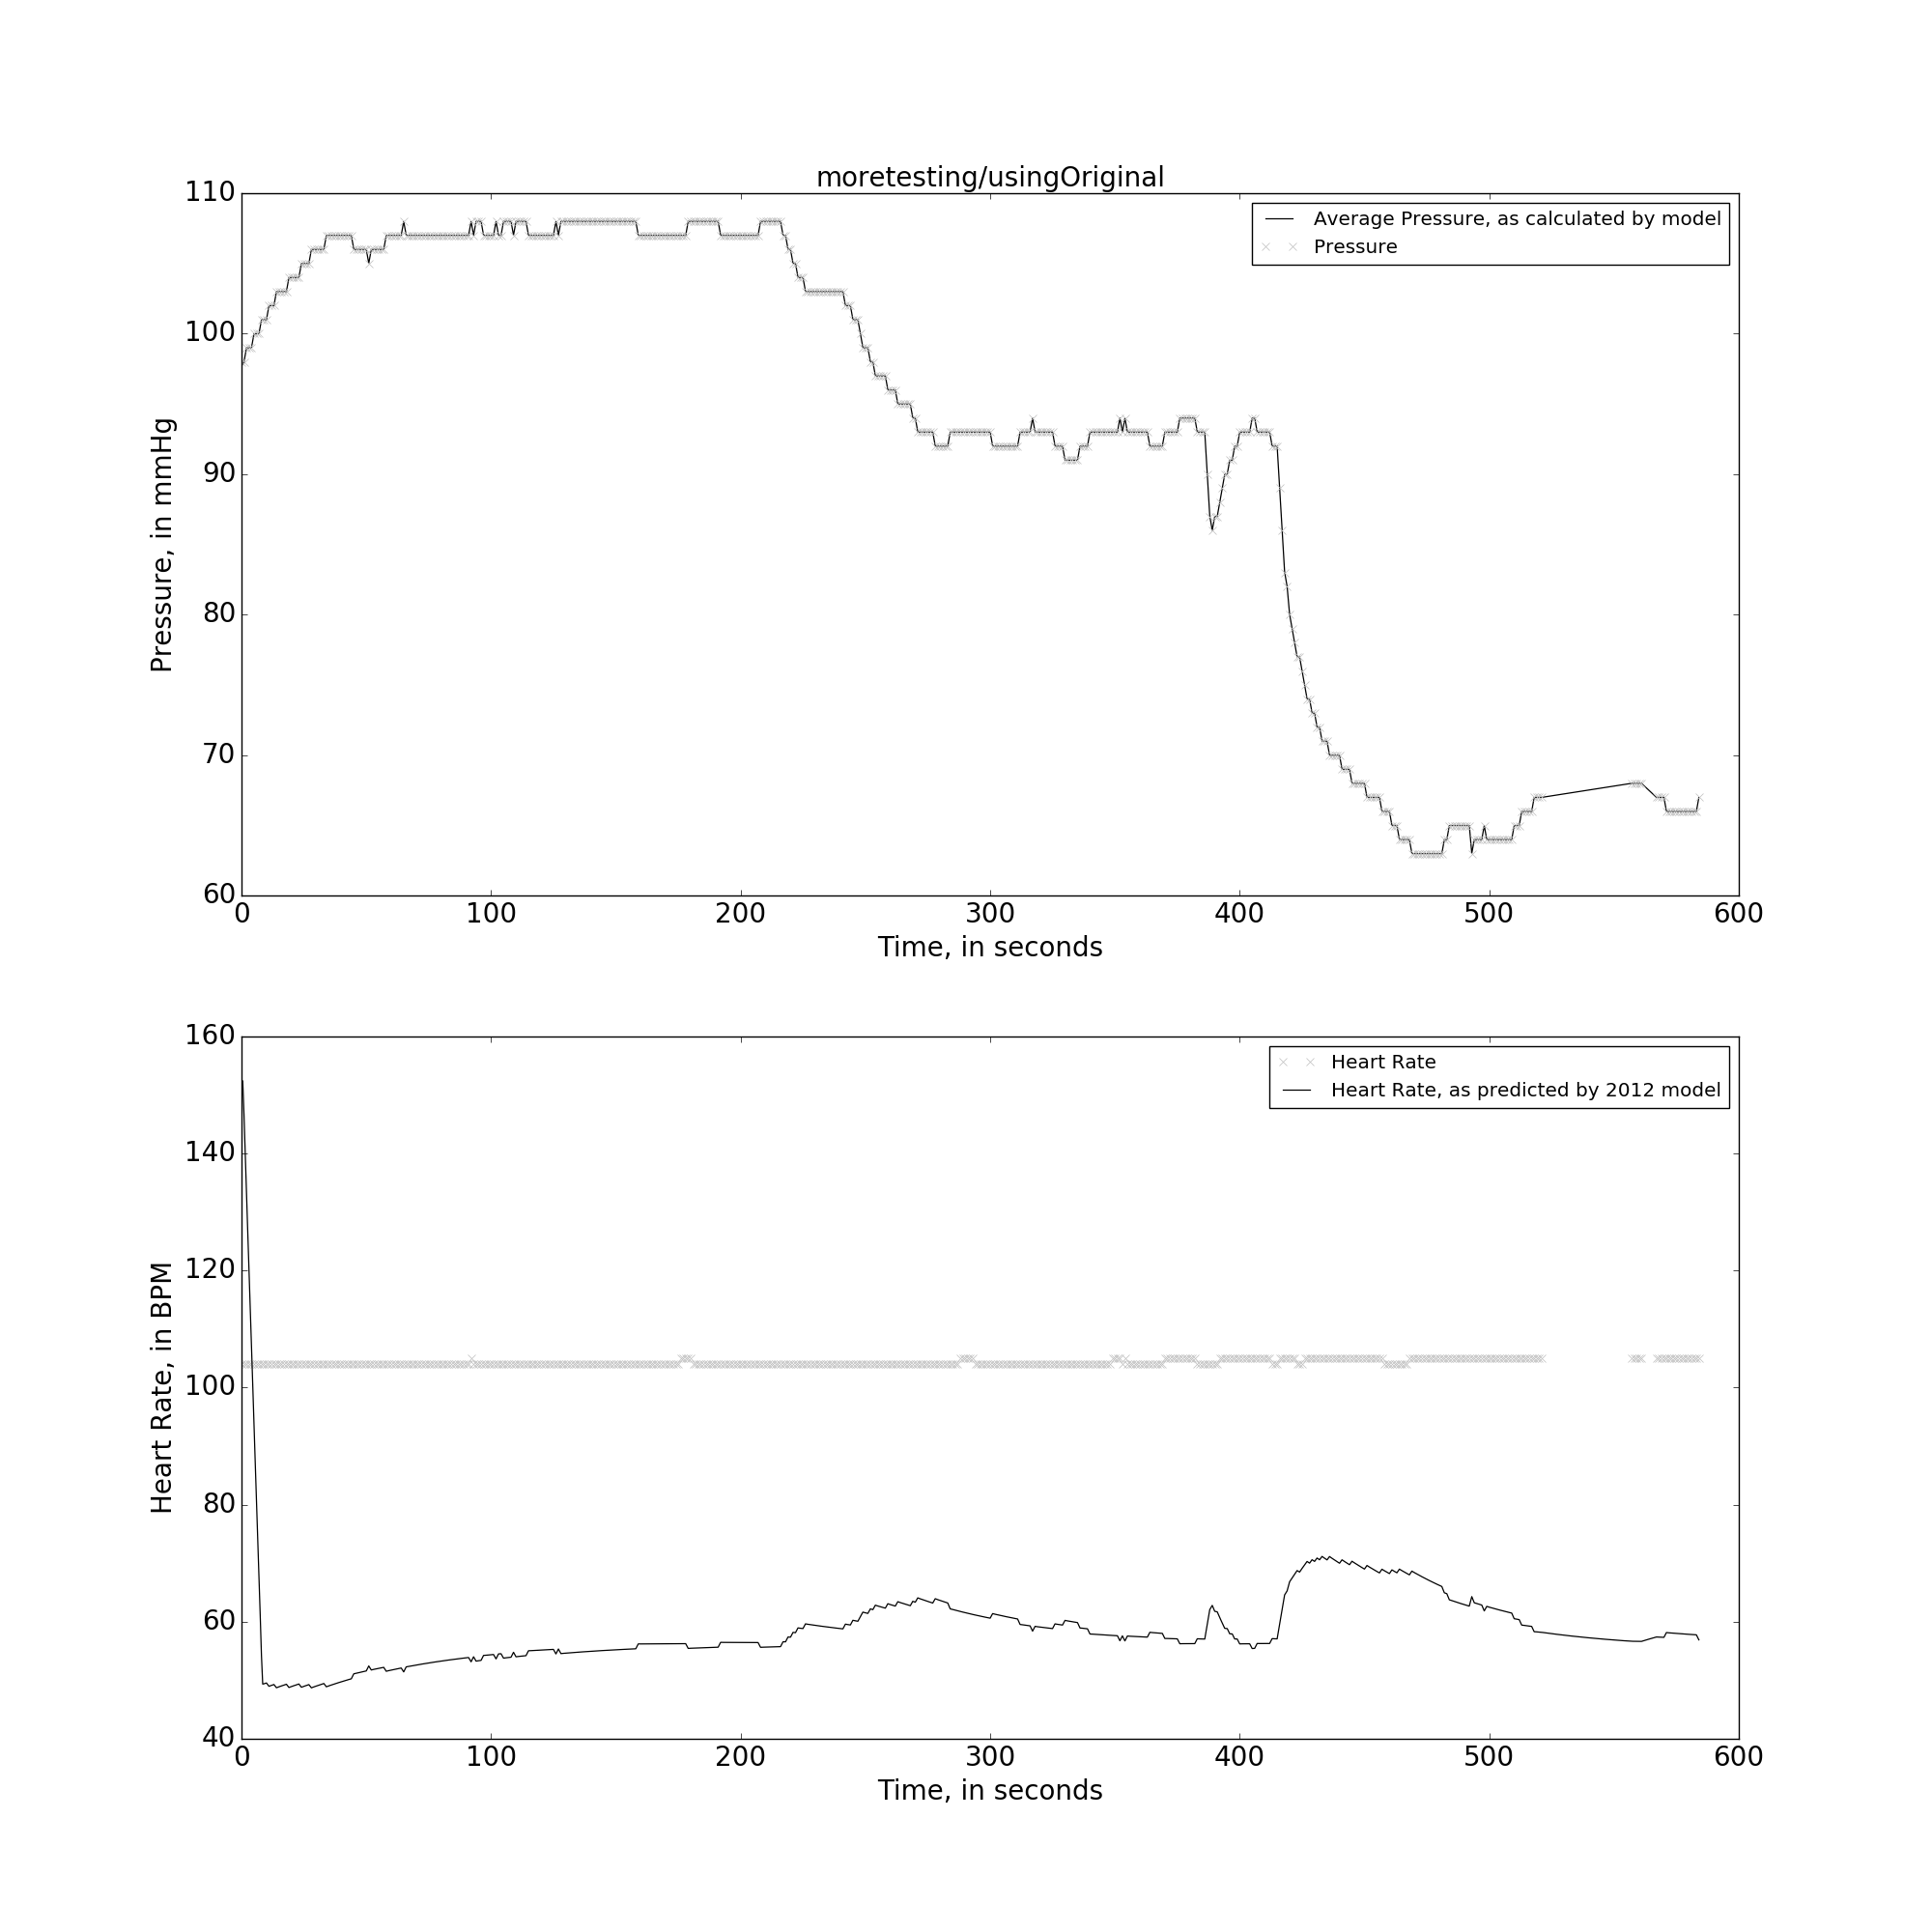 moretesting/usingOriginal
110
100
90
80
70
60
Pressure, in mmHg
Average Pressure, as calculated by model
Pressure
0 100 200 300 400 500 600
Time, in seconds
160
140
120
100
80
60
40
Heart Rate, in BPM
Heart Rate
Heart Rate, as predicted by 2012 model
0 100 200 300 400 500 600
Time, in seconds